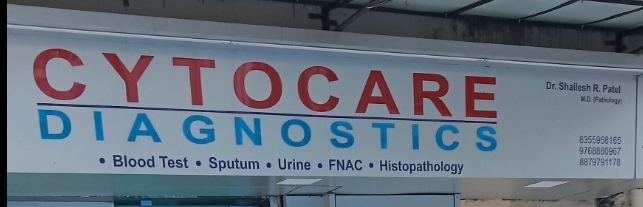 CYTOCARE
DIAGNOSTICS
• Blood Test • Sputum • Urine • FNAC • Histopathology
Dr. Shailesh R. Patel
M.D. (Pathology)
8355958165
9768880967
8879791178